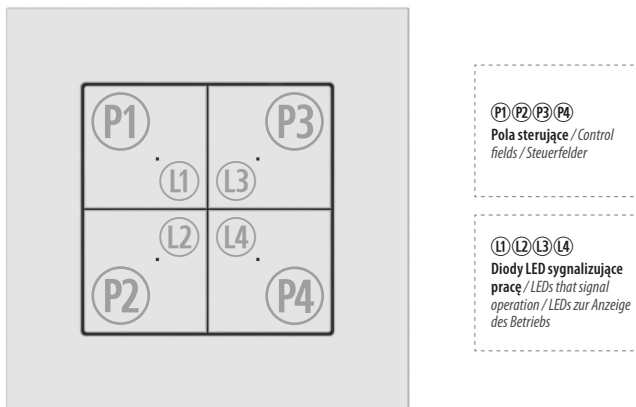 P1 P3
L1 L3
L2 L4
P2 P4
P1 P2 P3 P4
Pola sterujące / Control
fields / Steuerfelder
L1 L2 L3 L4
Diody LED sygnalizujące
pracę / LEDs that signal
operation / LEDs zur Anzeige
des Betriebs